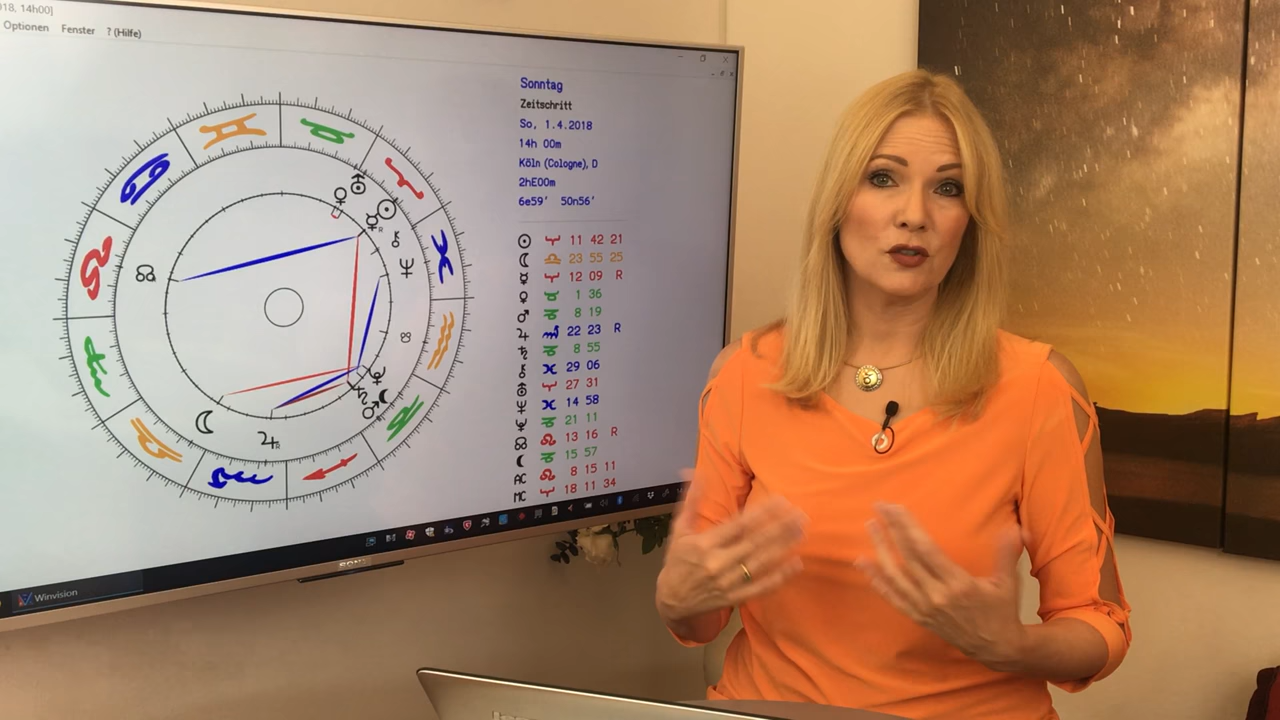 018, 14h00]
Optionen Fenster ? (Hilfe)
Sonntag
Zeitschritt
So, 1.4.2018
14h 00m
Köln (Cologne), D
2hE00m
6e59' 50n56'
☉ ♈ 11 42 21
☾ ♎ 23 55 25
☿ ♈ 12 09 R
♀ ♉ 1 36
♂ ♑ 8 19
♃ ♏ 22 23 R
♄ ♑ 8 55
⚷ ♓ 29 06
⛢ ♈ 27 31
♆ ♓ 14 58
♇ ♑ 21 11
☊ ♌ 13 16 R
⚸ ♑ 15 57
AC ♌ 8 15 11
MC ♈ 18 11 34
SONY
Winvision